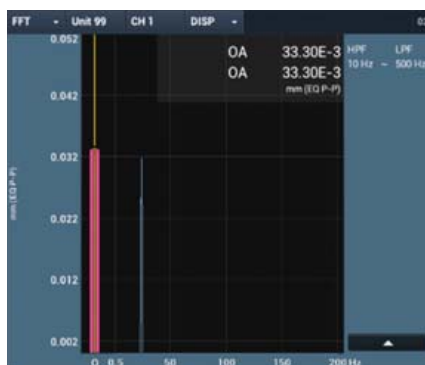 FFT Unit 99 CH 1 DISP
0.052
OA 33.30E-3
OA 33.30E-3
mm (EQ P-P)
HPF LPF
10 Hz ~ 500 Hz
0.042
0.032
mm (EQ P-P)
0.022
0.012
0.002
0.5 50 100 150 200 Hz